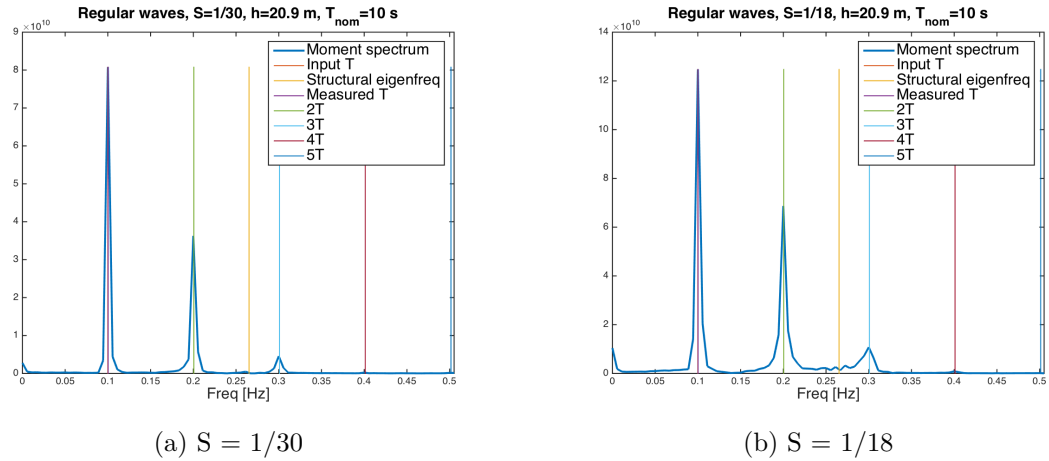 Regular waves, S=1/30, h=20.9 m, T_nom=10 s
×10^10
9
8
7
6
5
4
3
2
1
0
0 0.05 0.1 0.15 0.2 0.25 0.3 0.35 0.4 0.45 0.5
Freq [Hz]
Moment spectrum
Input T
Structural eigenfreq
Measured T
2T
3T
4T
5T
(a) S = 1/30
Regular waves, S=1/18, h=20.9 m, T_nom=10 s
×10^10
14
12
10
8
6
4
2
0
0 0.05 0.1 0.15 0.2 0.25 0.3 0.35 0.4 0.45 0.5
Freq [Hz]
Moment spectrum
Input T
Structural eigenfreq
Measured T
2T
3T
4T
5T
(b) S = 1/18